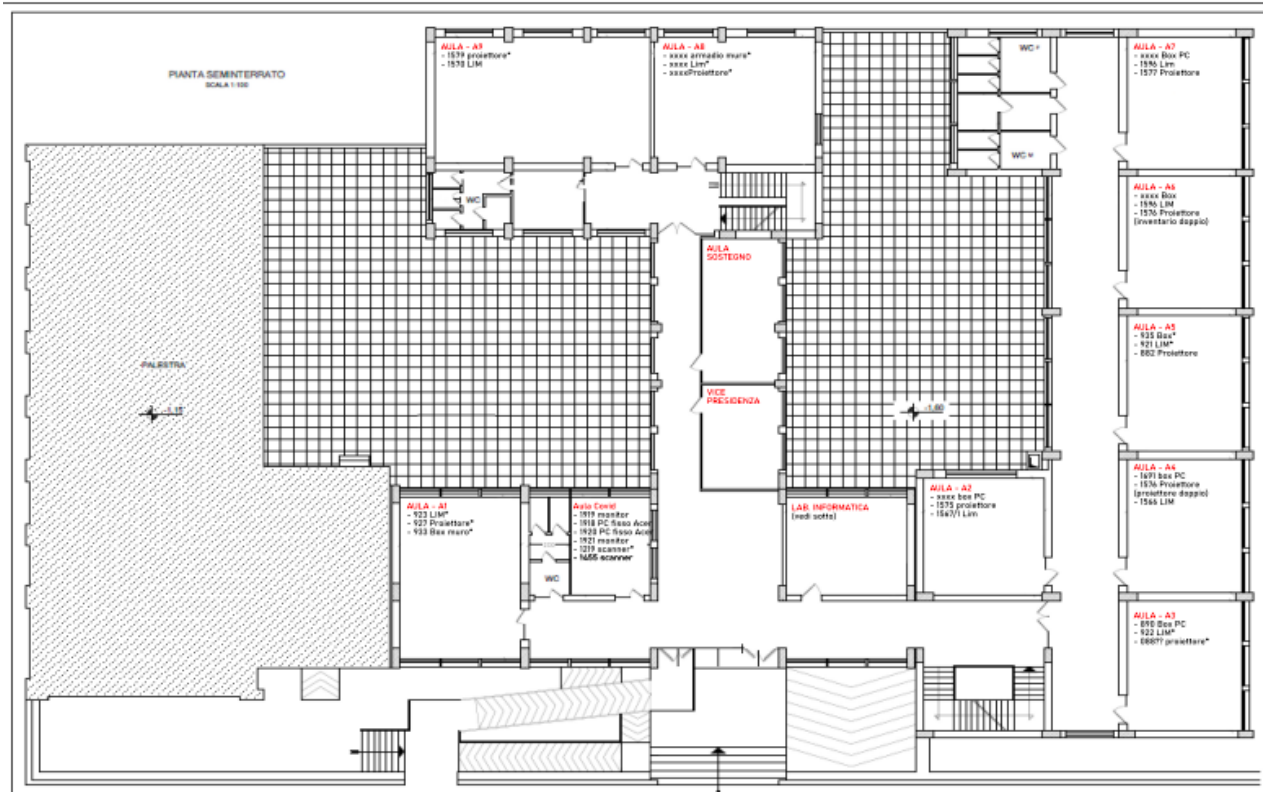 PIANTA SEMINTERRATO
SCALA 1:100
AULA - A9
- 1579 proiettore*
- 1578 LIM
AULA - A8
- xxxx armadio muro*
- xxxx Lim*
- xxxxProiettore*
WC F
AULA - A7
- xxxx Box PC
- 1596 Lim
- 1577 Proiettore
WC M
AULA - A6
- xxxx Box
- 1596 LIM
- 1576 Proiettore
(inventario doppio)
WC
AULA
SOSTEGNO
AULA - A5
- 935 Box*
- 921 LIM*
- 882 Proiettore
PALESTRA
-1,15
VICE
PRESIDENZA
-1,60
AULA - A4
- 1691 box PC
- 1576 Proiettore
(proiettore doppio)
- 1566 LIM
AULA - A1
- 923 LIM*
- 927 Proiettore*
- 933 Box muro*
Aula Covid
- 1919 monitor
- 1918 PC fisso Acer
- 1920 PC fisso Acer
- 1921 monitor
- 1219 scanner*
- 1455 scanner
WC
LAB. INFORMATICA
(vedi sotto)
AULA - A2
- xxxx box PC
- 1575 proiettore
- 1567/1 Lim
AULA - A3
- 890 Box PC
- 922 LIM*
- 088?? proiettore*